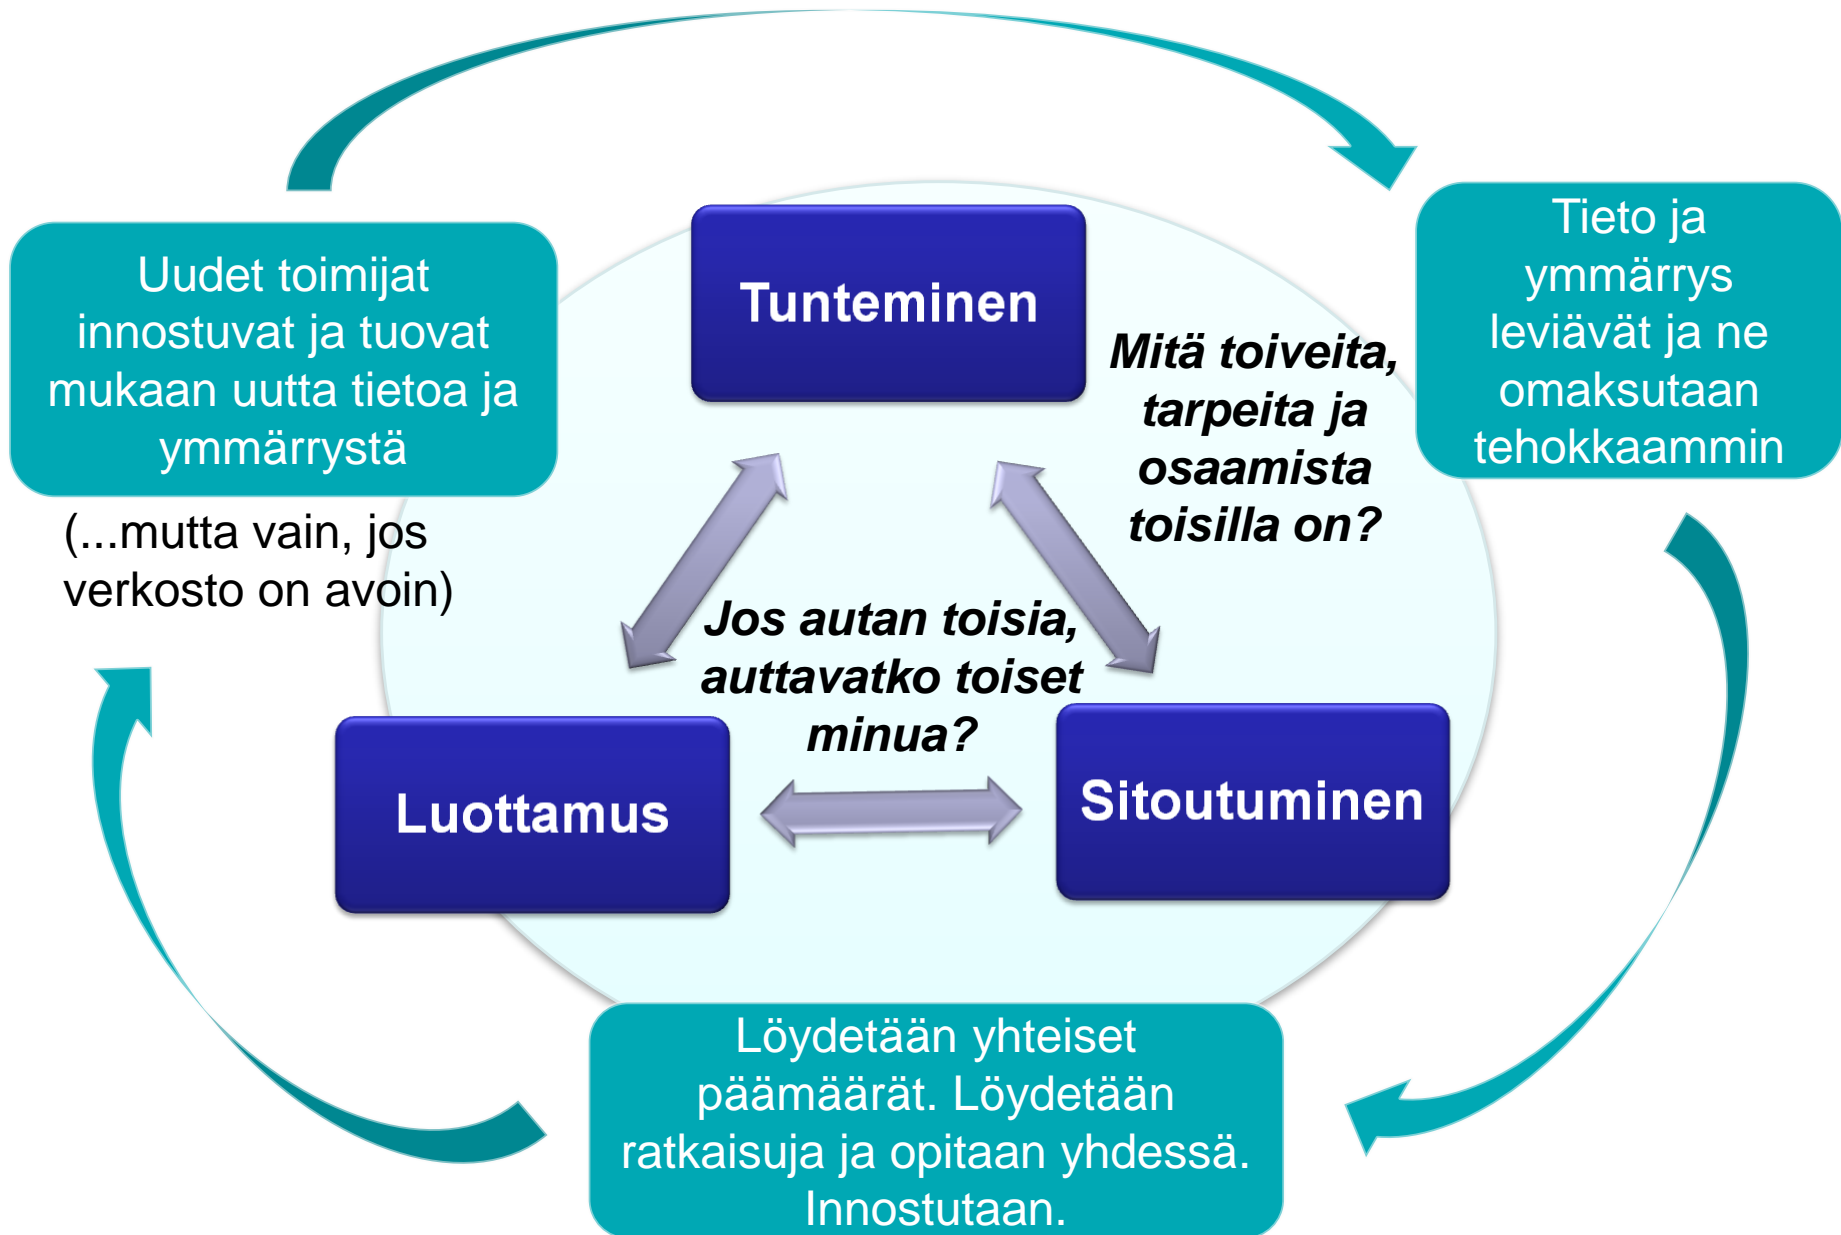 Uudet toimijat
innostuvat ja tuovat
mukaan uutta tietoa ja
ymmärrystä
(...mutta vain, jos
verkosto on avoin)
Tunteminen
Mitä toiveita,
tarpeita ja
osaamista
toisilla on?
Tieto ja
ymmärrys
leviävät ja ne
omaksutaan
tehokkaammin
Jos autan toisia,
auttavatko toiset
minua?
Luottamus
Sitoutuminen
Löydetään yhteiset
päämäärät. Löydetään
ratkaisuja ja opitaan yhdessä.
Innostutaan.